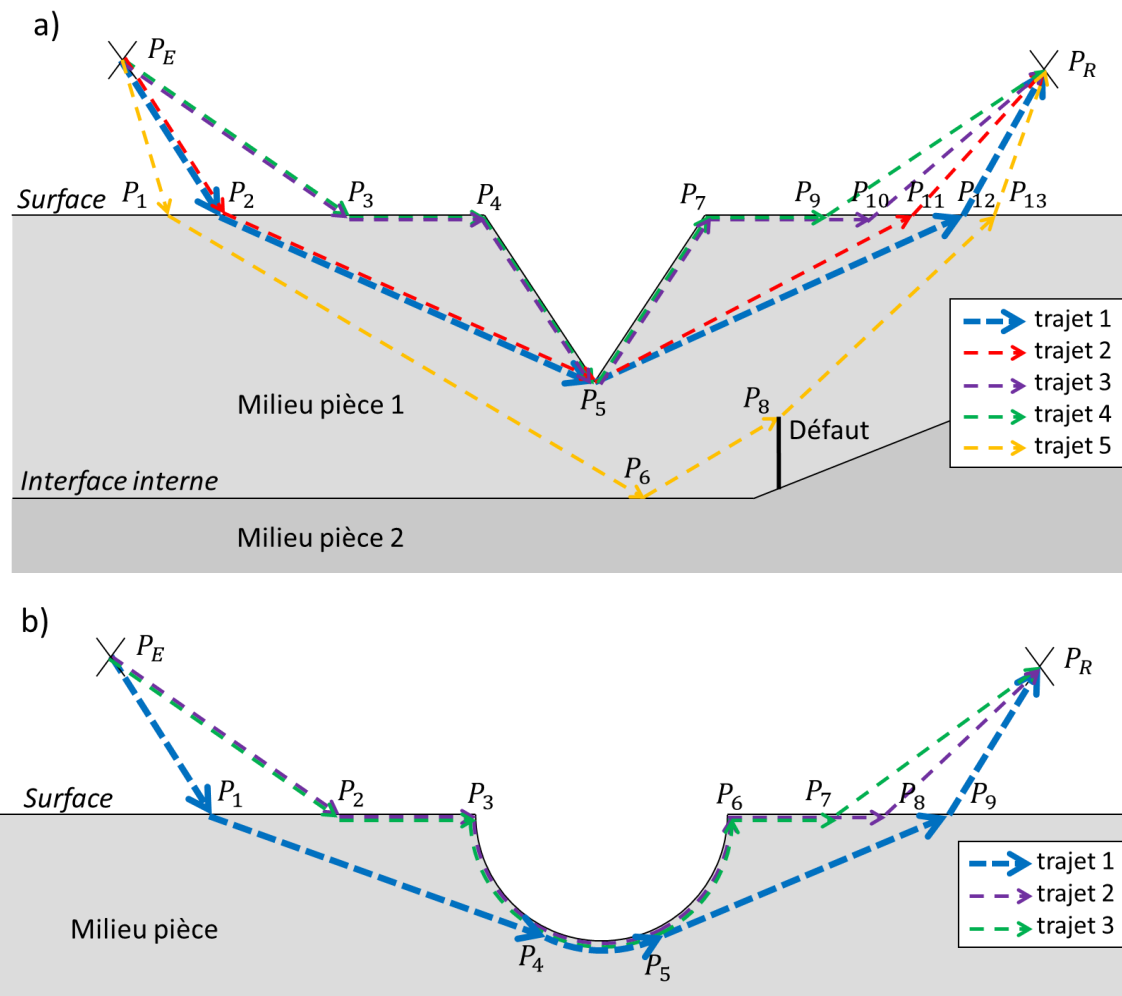 a)
P_E
P_R
Surface
P_1
P_2
P_3
P_4
P_7
P_9
P_10
P_11
P_12
P_13
trajet 1
trajet 2
trajet 3
trajet 4
trajet 5
P_5
Milieu pièce 1
P_8
Défaut
P_6
Interface interne
Milieu pièce 2
b)
P_E
P_R
Surface
P_1
P_2
P_3
P_6
P_7
P_8
P_9
trajet 1
trajet 2
trajet 3
Milieu pièce
P_4
P_5